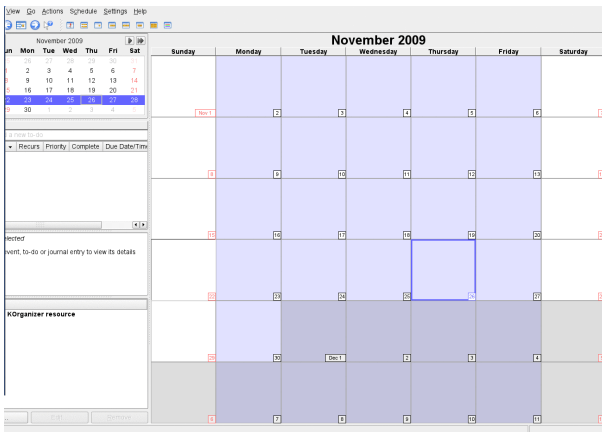 View Go Actions Schedule Settings Help
November 2009
Mon Tue Wed Thu Fri Sat
26 27 28 29 30 31
2 3 4 5 6 7
9 10 11 12 13 14
16 17 18 19 20 21
22 23 24 25 26 27 28
30 1 2 3 4
a new to-do
Recurs Priority Complete Due Date/Time
elected
event, to-do or journal entry to view its details
KOrganizer resource
Edit Remove
November 2009
Sunday Monday Tuesday Wednesday Thursday Friday Saturday
Nov 1 2 3 4 5 6
8 9 10 11 12 13
15 16 17 18 19 20
22 23 24 25 26 27
29 30 Dec 1 2 3 4
6 7 8 9 10 11